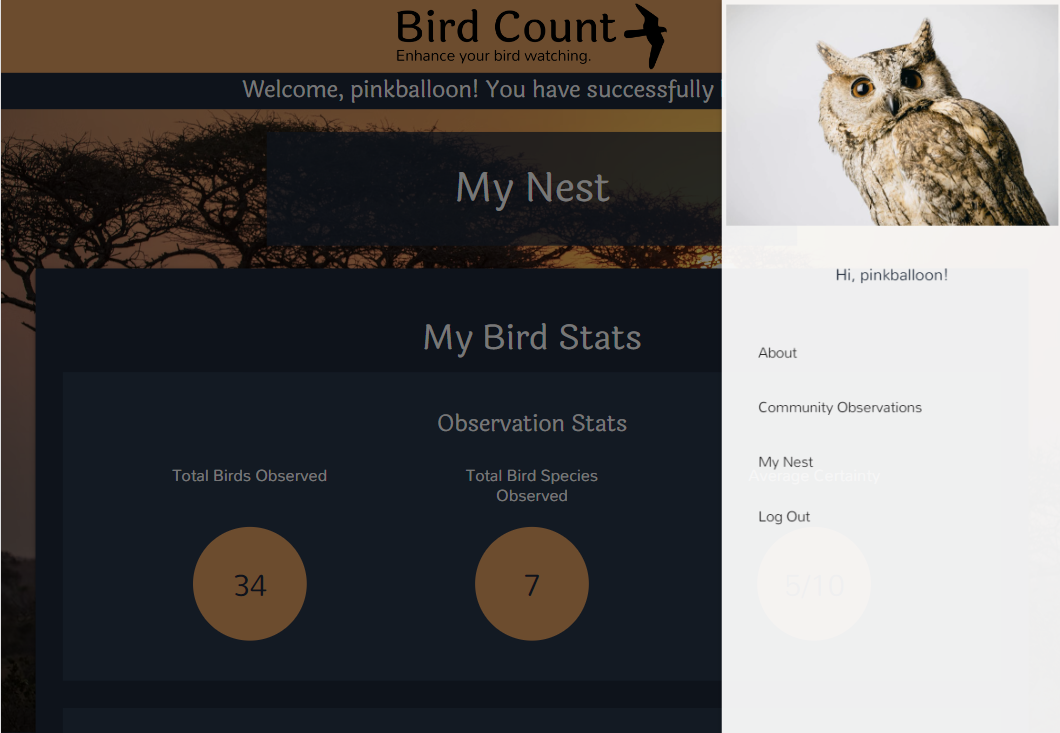 Bird Count
Enhance your bird watching.
Welcome, pinkballoon! You have successfully
My Nest
My Bird Stats
Observation Stats
Total Birds Observed
34
Total Bird Species
Observed
7
Average Certainty
5/10
Hi, pinkballoon!
About
Community Observations
My Nest
Log Out